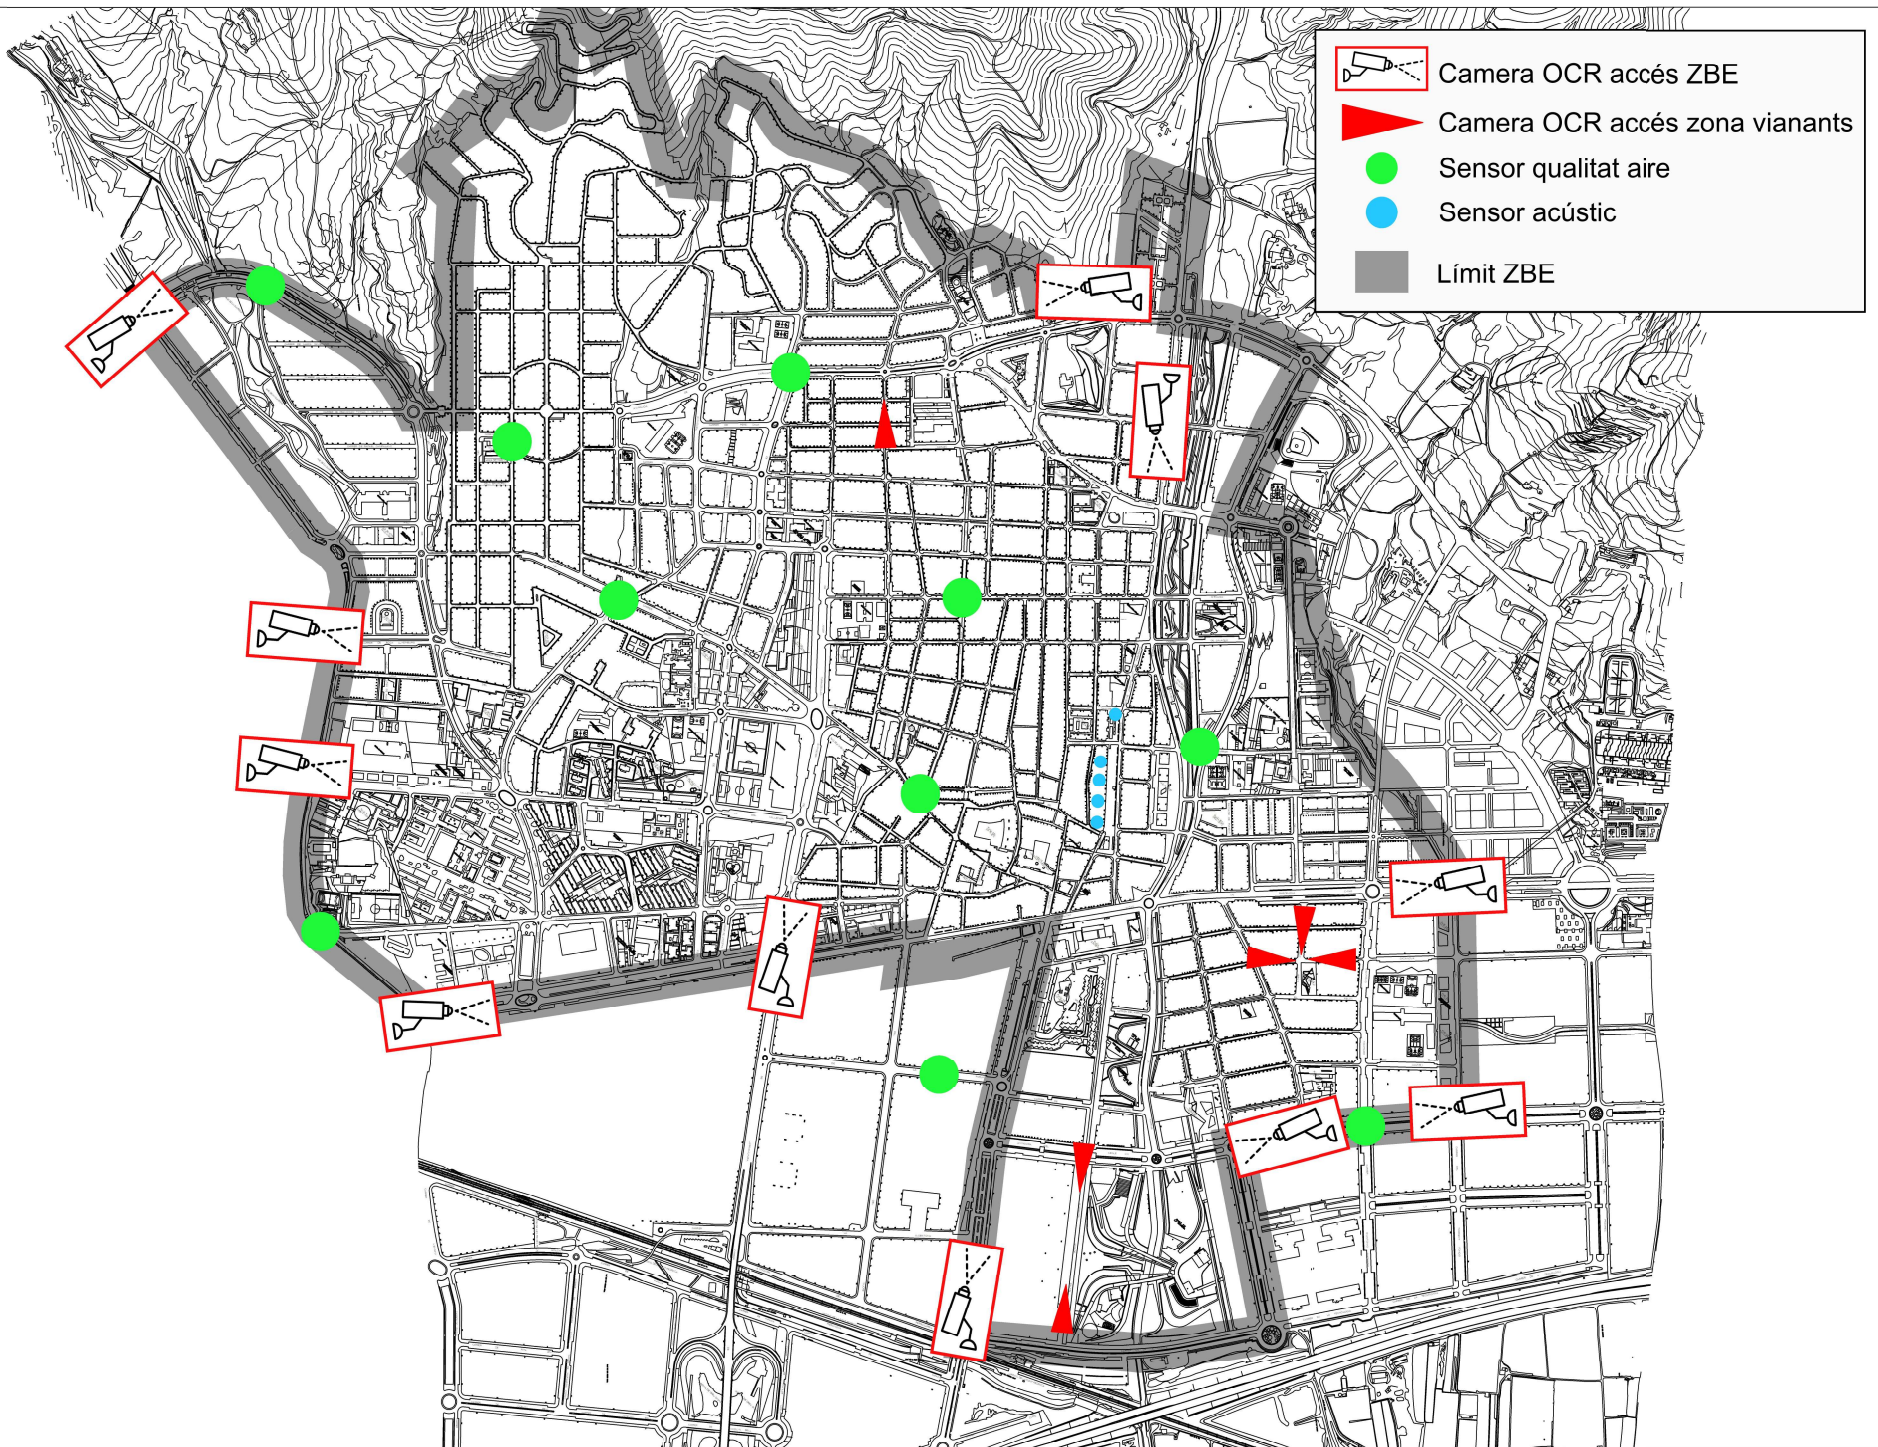 Camera OCR accés ZBE
Camera OCR accés zona vianants
Sensor qualitat aire
Sensor acústic
Límit ZBE